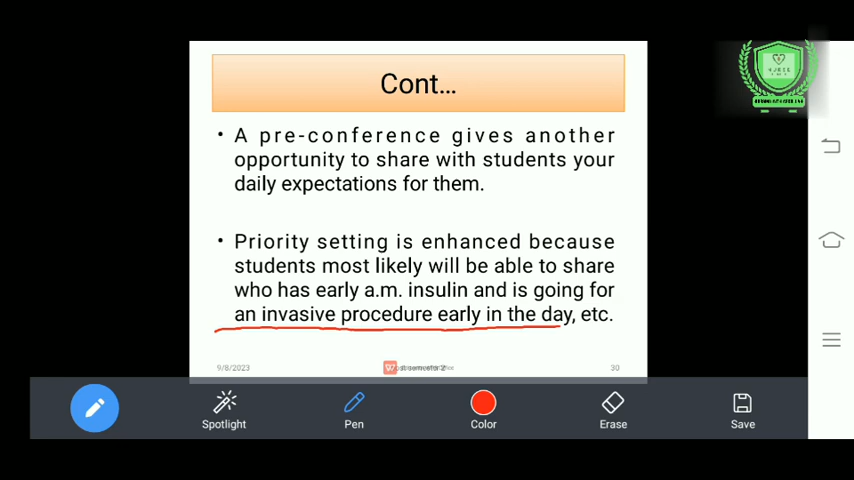 Cont...
• A pre-conference gives another
opportunity to share with students your
daily expectations for them.
• Priority setting is enhanced because
students most likely will be able to share
who has early a.m. insulin and is going for
an invasive procedure early in the day, etc.
9/8/2023
30
Spotlight
Pen
Color
Erase
Save